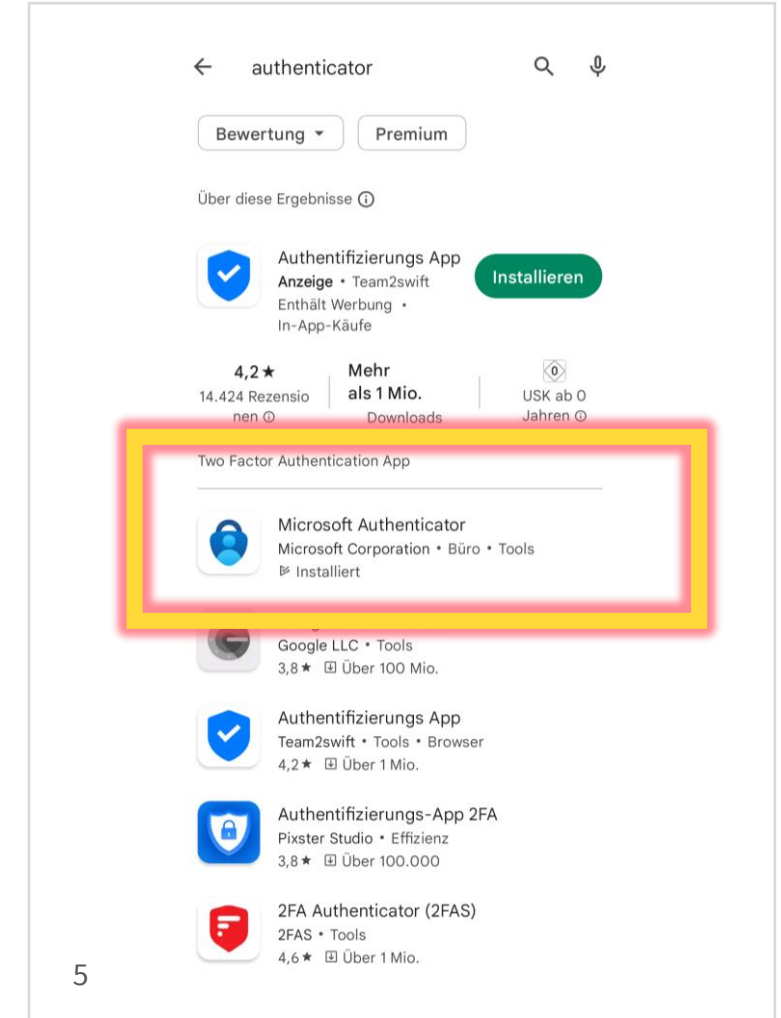 authenticator
Bewertung
Premium
Über diese Ergebnisse
Authentifizierungs App
Anzeige • Team2swift
Enthält Werbung •
In-App-Käufe
Installieren
4,2★
14.424 Rezensio
nen
Mehr
als 1 Mio.
Downloads
0
USK ab 0
Jahren
Two Factor Authentication App
Microsoft Authenticator
Microsoft Corporation • Büro • Tools
Installiert
Google LLC • Tools
3,8★ Über 100 Mio.
Authentifizierungs App
Team2swift • Tools • Browser
4,2★ Über 1 Mio.
Authentifizierungs-App 2FA
Pixster Studio • Effizienz
3,8★ Über 100.000
2FA Authenticator (2FAS)
2FAS • Tools
4,6★ Über 1 Mio.
5